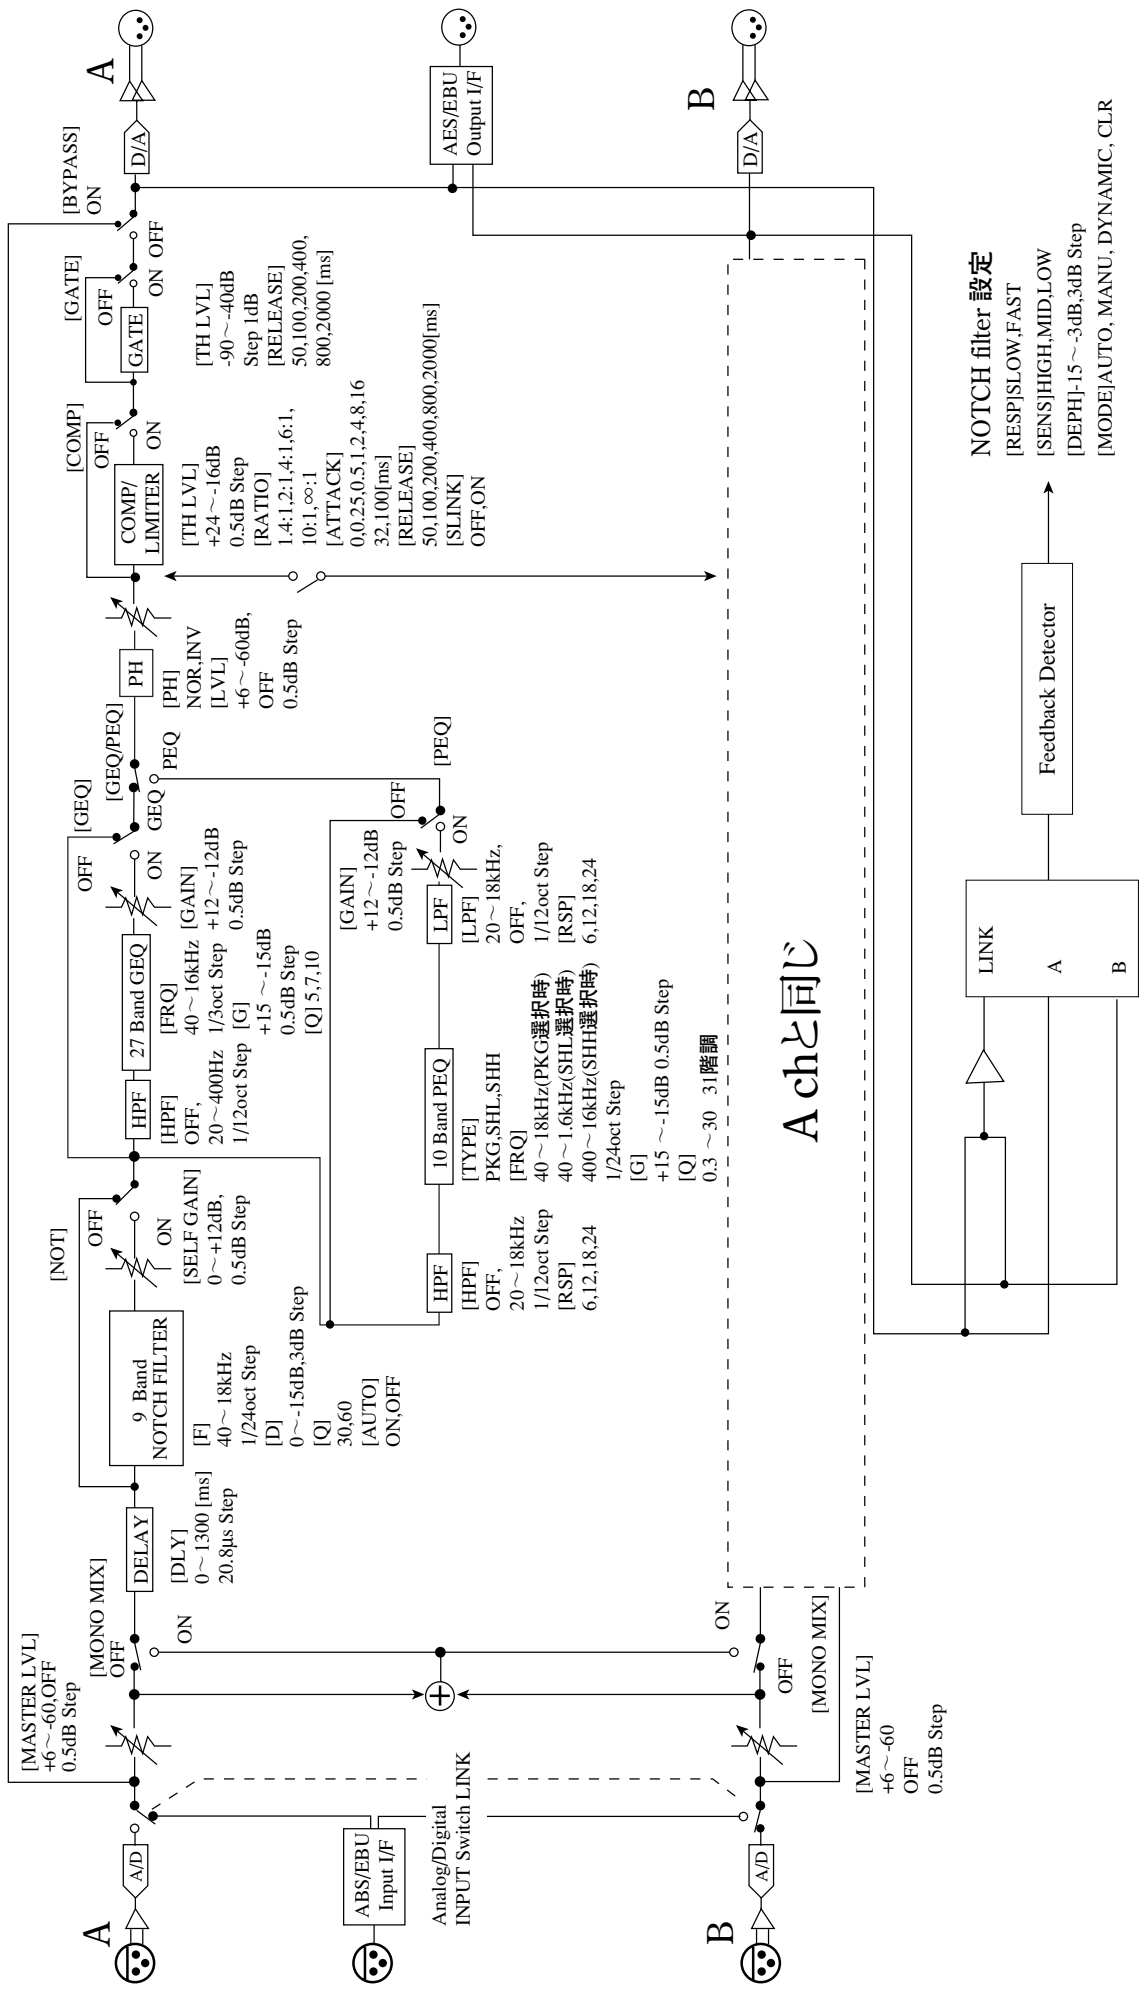 A
A/D
[MASTER LVL]
+6～-60,OFF
0.5dB Step
[MONO MIX]
OFF
ON
DELAY
[DLY]
0～1300 [ms]
20.8µs Step
[NOT]
OFF
ON
9 Band
NOTCH FILTER
[F]
40～18kHz
1/24oct Step
[D]
0～-15dB,3dB Step
[Q]
30,60
[AUTO]
ON,OFF
[SELF GAIN]
0～+12dB,
0.5dB Step
HPF
[HPF]
OFF,
20～400Hz
1/12oct Step
27 Band GEQ
[FRQ]
40～16kHz
1/3oct Step
[G]
+15 ～-15dB
0.5dB Step
[Q] 5,7,10
[GAIN]
+12～-12dB
0.5dB Step
[GEQ]
OFF
ON
[GEQ/PEQ]
GEQ
PEQ
PH
[PH]
NOR,INV
[LVL]
+6～-60dB,
OFF
0.5dB Step
[COMP]
OFF
ON
COMP/
LIMITER
[TH LVL]
+24～-16dB
0.5dB Step
[RATIO]
1.4:1,2:1,4:1,6:1,
10:1,∞:1
[ATTACK]
0,0.25,0.5,1,2,4,8,16
32,100[ms]
[RELEASE]
50,100,200,400,800,2000[ms]
[SLINK]
OFF,ON
[GATE]
OFF
ON
GATE
[TH LVL]
-90～-40dB
Step 1dB
[RELEASE]
50,100,200,400,
800,2000 [ms]
[BYPASS]
ON
OFF
D/A
A
ABS/EBU
Input I/F
Analog/Digital
INPUT Switch LINK
HPF
[HPF]
OFF,
20～18kHz
1/12oct Step
[RSP]
6,12,18,24
10 Band PEQ
[TYPE]
PKG,SHL,SHH
[FRQ]
40～18kHz(PKG選択時)
40～1.6kHz(SHL選択時)
400～16kHz(SHH選択時)
1/24oct Step
[G]
+15 ～-15dB 0.5dB Step
[Q]
0.3 ～30 31階調
[GAIN]
+12～-12dB
0.5dB Step
LPF
[LPF]
20～18kHz,
OFF,
1/12oct Step
[RSP]
6,12,18,24
OFF
ON
[PEQ]
AES/EBU
Output I/F
B
A/D
ON
OFF
[MONO MIX]
[MASTER LVL]
+6～-60
OFF
0.5dB Step
A chと同じ
D/A
B
LINK
A
B
Feedback Detector
NOTCH filter 設定
[RESP]SLOW,FAST
[SENS]HIGH,MID,LOW
[DEPH]-15～-3dB,3dB Step
[MODE]AUTO, MANU, DYNAMIC, CLR